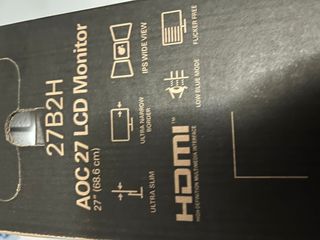 27B2H
AOC 27 LCD Monitor
27" (68.6 cm)
IPS WIDE VIEW
FLICKER FREE
ULTRA NARROW
BORDER
LOW BLUE MODE
ULTRA SLIM
HDMI™
HIGH-DEFINITION MULTIMEDIA INTERFACE